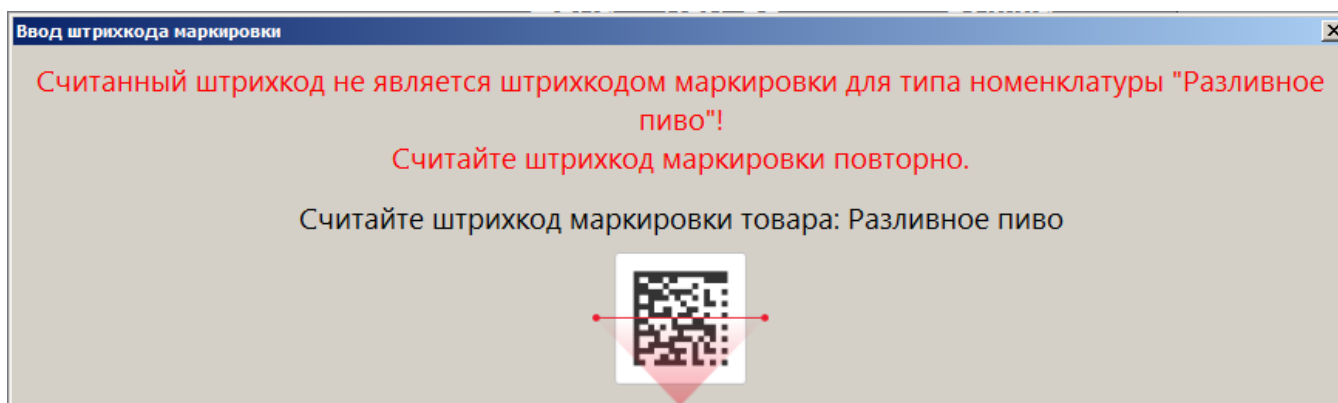 Ввод штрихкода маркировки
Считанный штрихкод не является штрихкодом маркировки для типа номенклатуры "Разливное
пиво"!
Считайте штрихкод маркировки повторно.
Считайте штрихкод маркировки товара: Разливное пиво